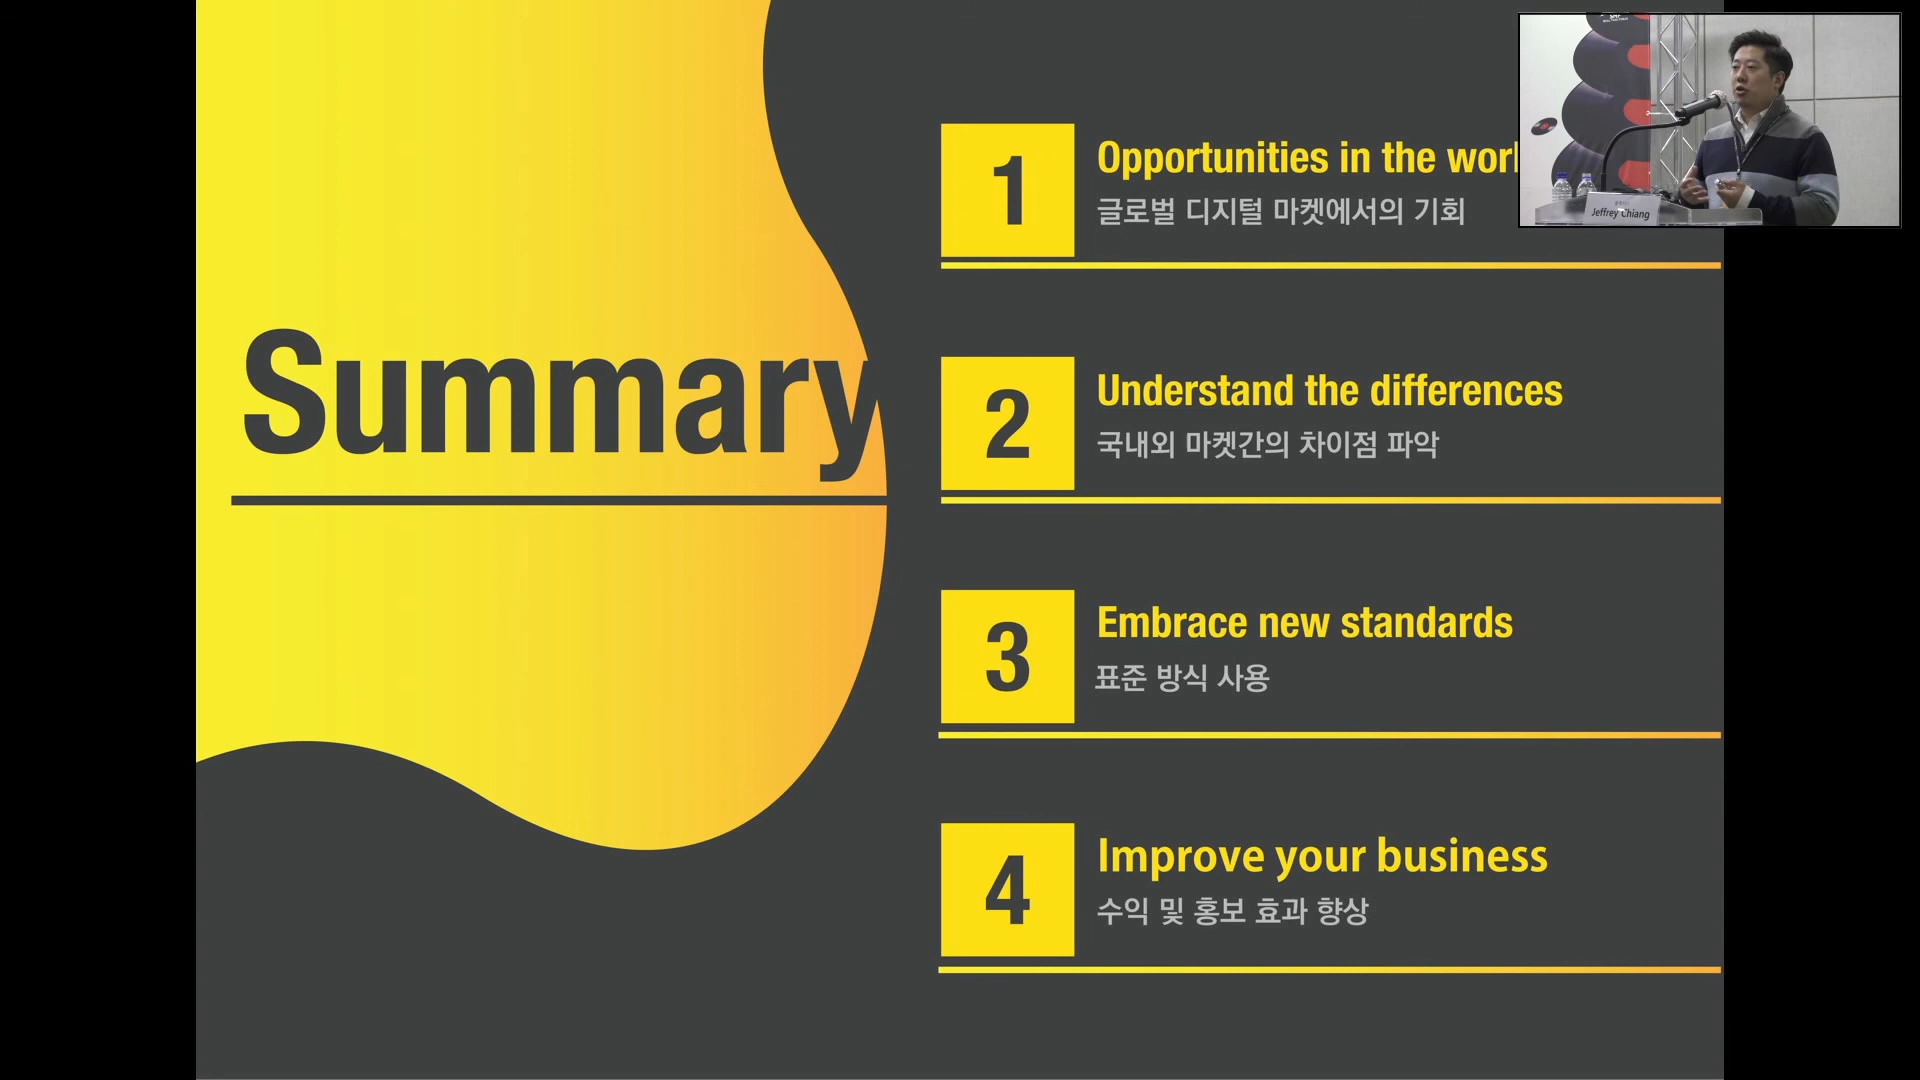 Summary
1
Opportunities in the
글로벌 디지털 마켓에서의 기회
2
Understand the differences
국내외 마켓간의 차이점 파악
3
Embrace new standards
표준 방식 사용
4
Improve your business
수익 및 홍보 효과 향상
Jeffrey Chiang